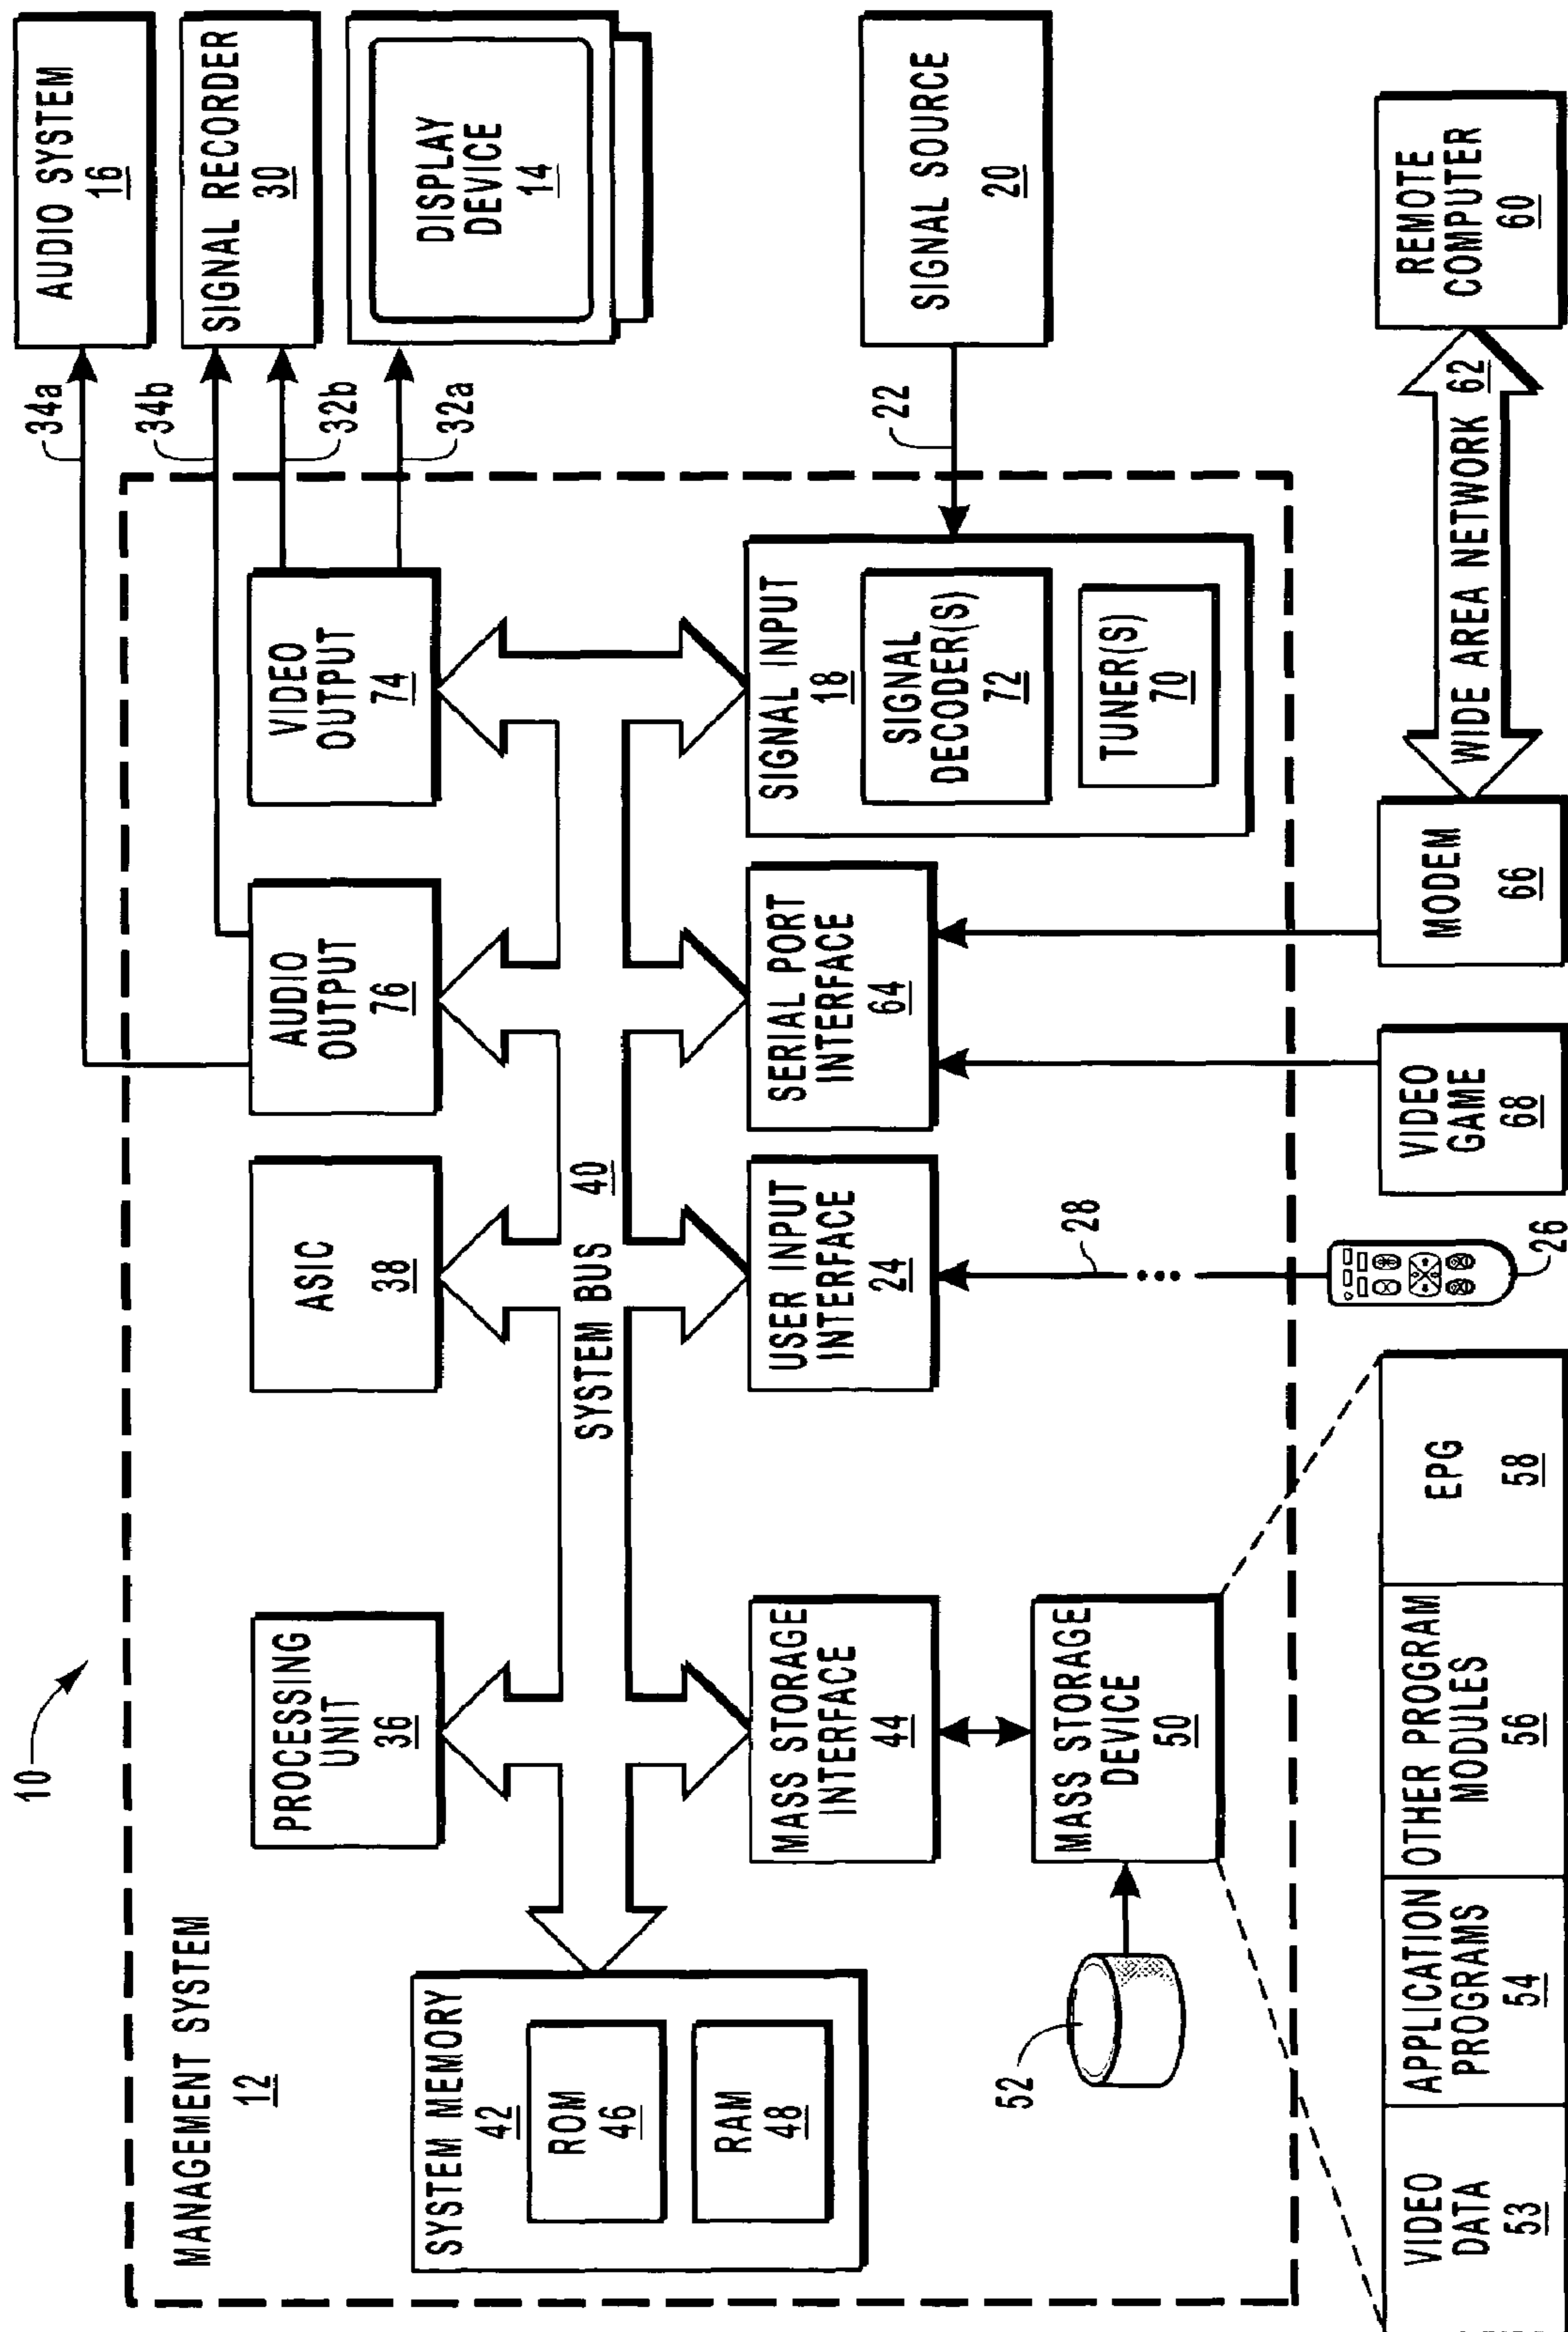 10
MANAGEMENT SYSTEM
12
SYSTEM MEMORY
42
ROM
46
RAM
48
PROCESSING
UNIT
36
ASIC
38
AUDIO
OUTPUT
76
VIDEO
OUTPUT
74
34a
34b
32b
32a
AUDIO SYSTEM
16
SIGNAL RECORDER
30
DISPLAY
DEVICE
14
SYSTEM BUS 40
MASS STORAGE
INTERFACE
44
USER INPUT
INTERFACE
24
SERIAL PORT
INTERFACE
64
SIGNAL INPUT
18
SIGNAL
DECODER(S)
72
TUNER(S)
70
22
SIGNAL SOURCE
20
52
MASS STORAGE
DEVICE
50
28
26
VIDEO
DATA
53
APPLICATION
PROGRAMS
54
OTHER PROGRAM
MODULES
56
EPG
58
VIDEO
GAME
68
MODEM
66
WIDE AREA NETWORK 62
REMOTE
COMPUTER
60